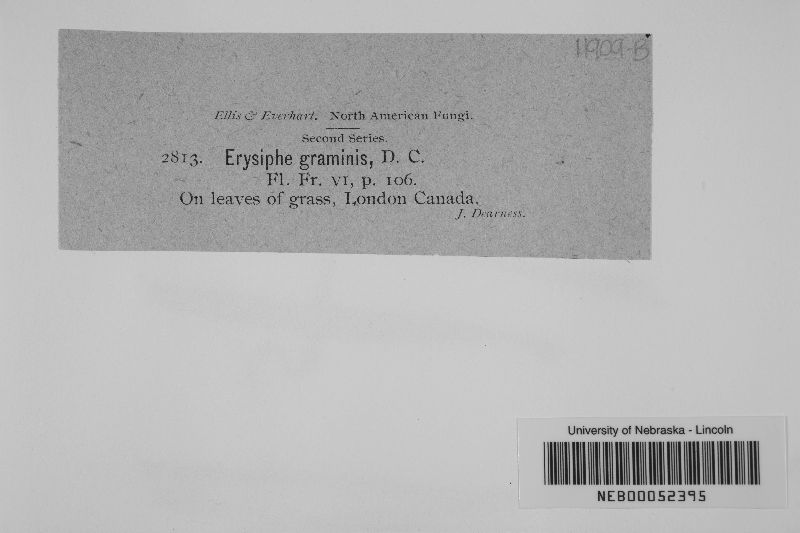 11909-B
Ellis & Everhart. North American Fungi.
Second Series.
2813. Erysiphe graminis, D. C.
Fl. Fr. VI, p. 106.
On leaves of grass, London Canada.
J. Dearness.
University of Nebraska - Lincoln
NEB00052395